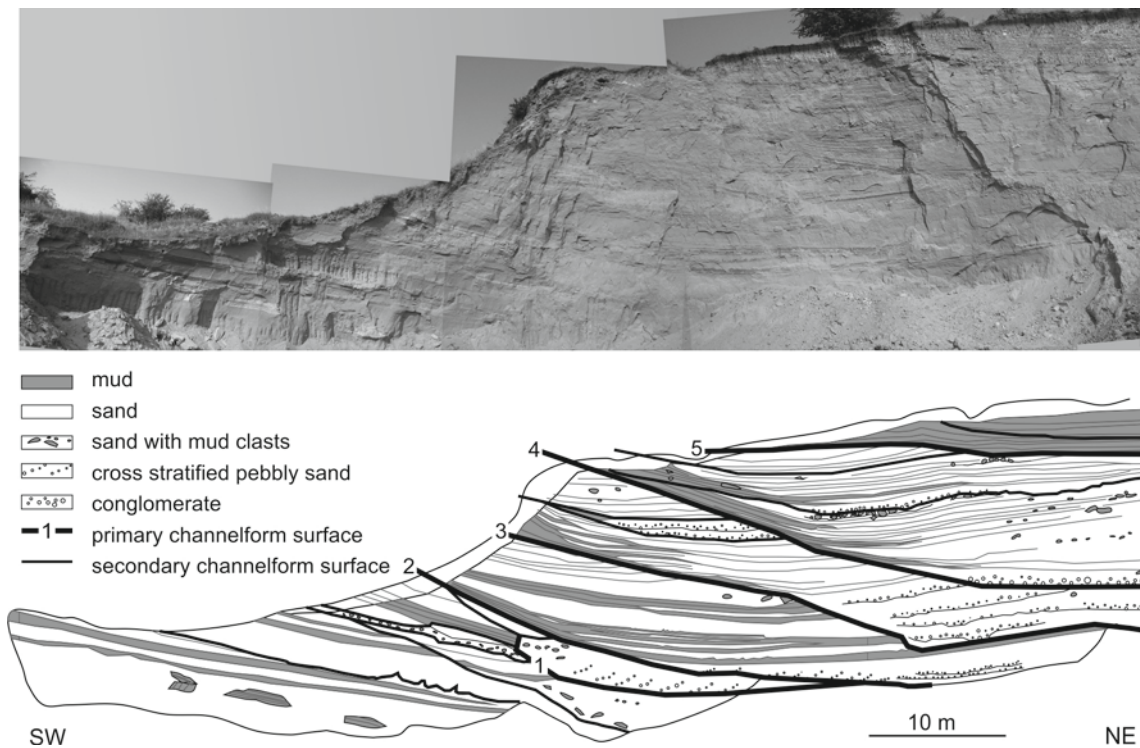 mud
sand
sand with mud clasts
cross stratified pebbly sand
conglomerate
1 primary channelform surface
secondary channelform surface
5
4
3
2
1
10 m
SW NE